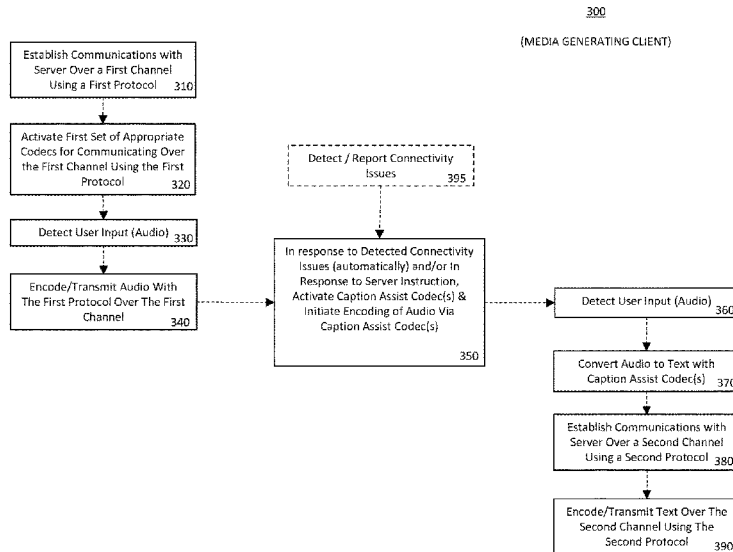 300
(MEDIA GENERATING CLIENT)
Establish Communications with
Server Over a First Channel
Using a First Protocol
310
Activate First Set of Appropriate
Codecs for Communicating Over
the First Channel Using the First
Protocol
320
Detect User Input (Audio)
330
Encode/Transmit Audio With
The First Protocol Over The First
Channel
340
Detect / Report Connectivity
Issues
395
In response to Detected Connectivity
Issues (automatically) and/or In
Response to Server Instruction,
Activate Caption Assist Codec(s) &
Initiate Encoding of Audio Via
Caption Assist Codec(s)
350
Detect User Input (Audio)
360
Convert Audio to Text with
Caption Assist Codec(s)
370
Establish Communications with
Server Over a Second Channel
Using a Second Protocol
380
Encode/Transmit Text Over The
Second Channel Using The
Second Protocol
390